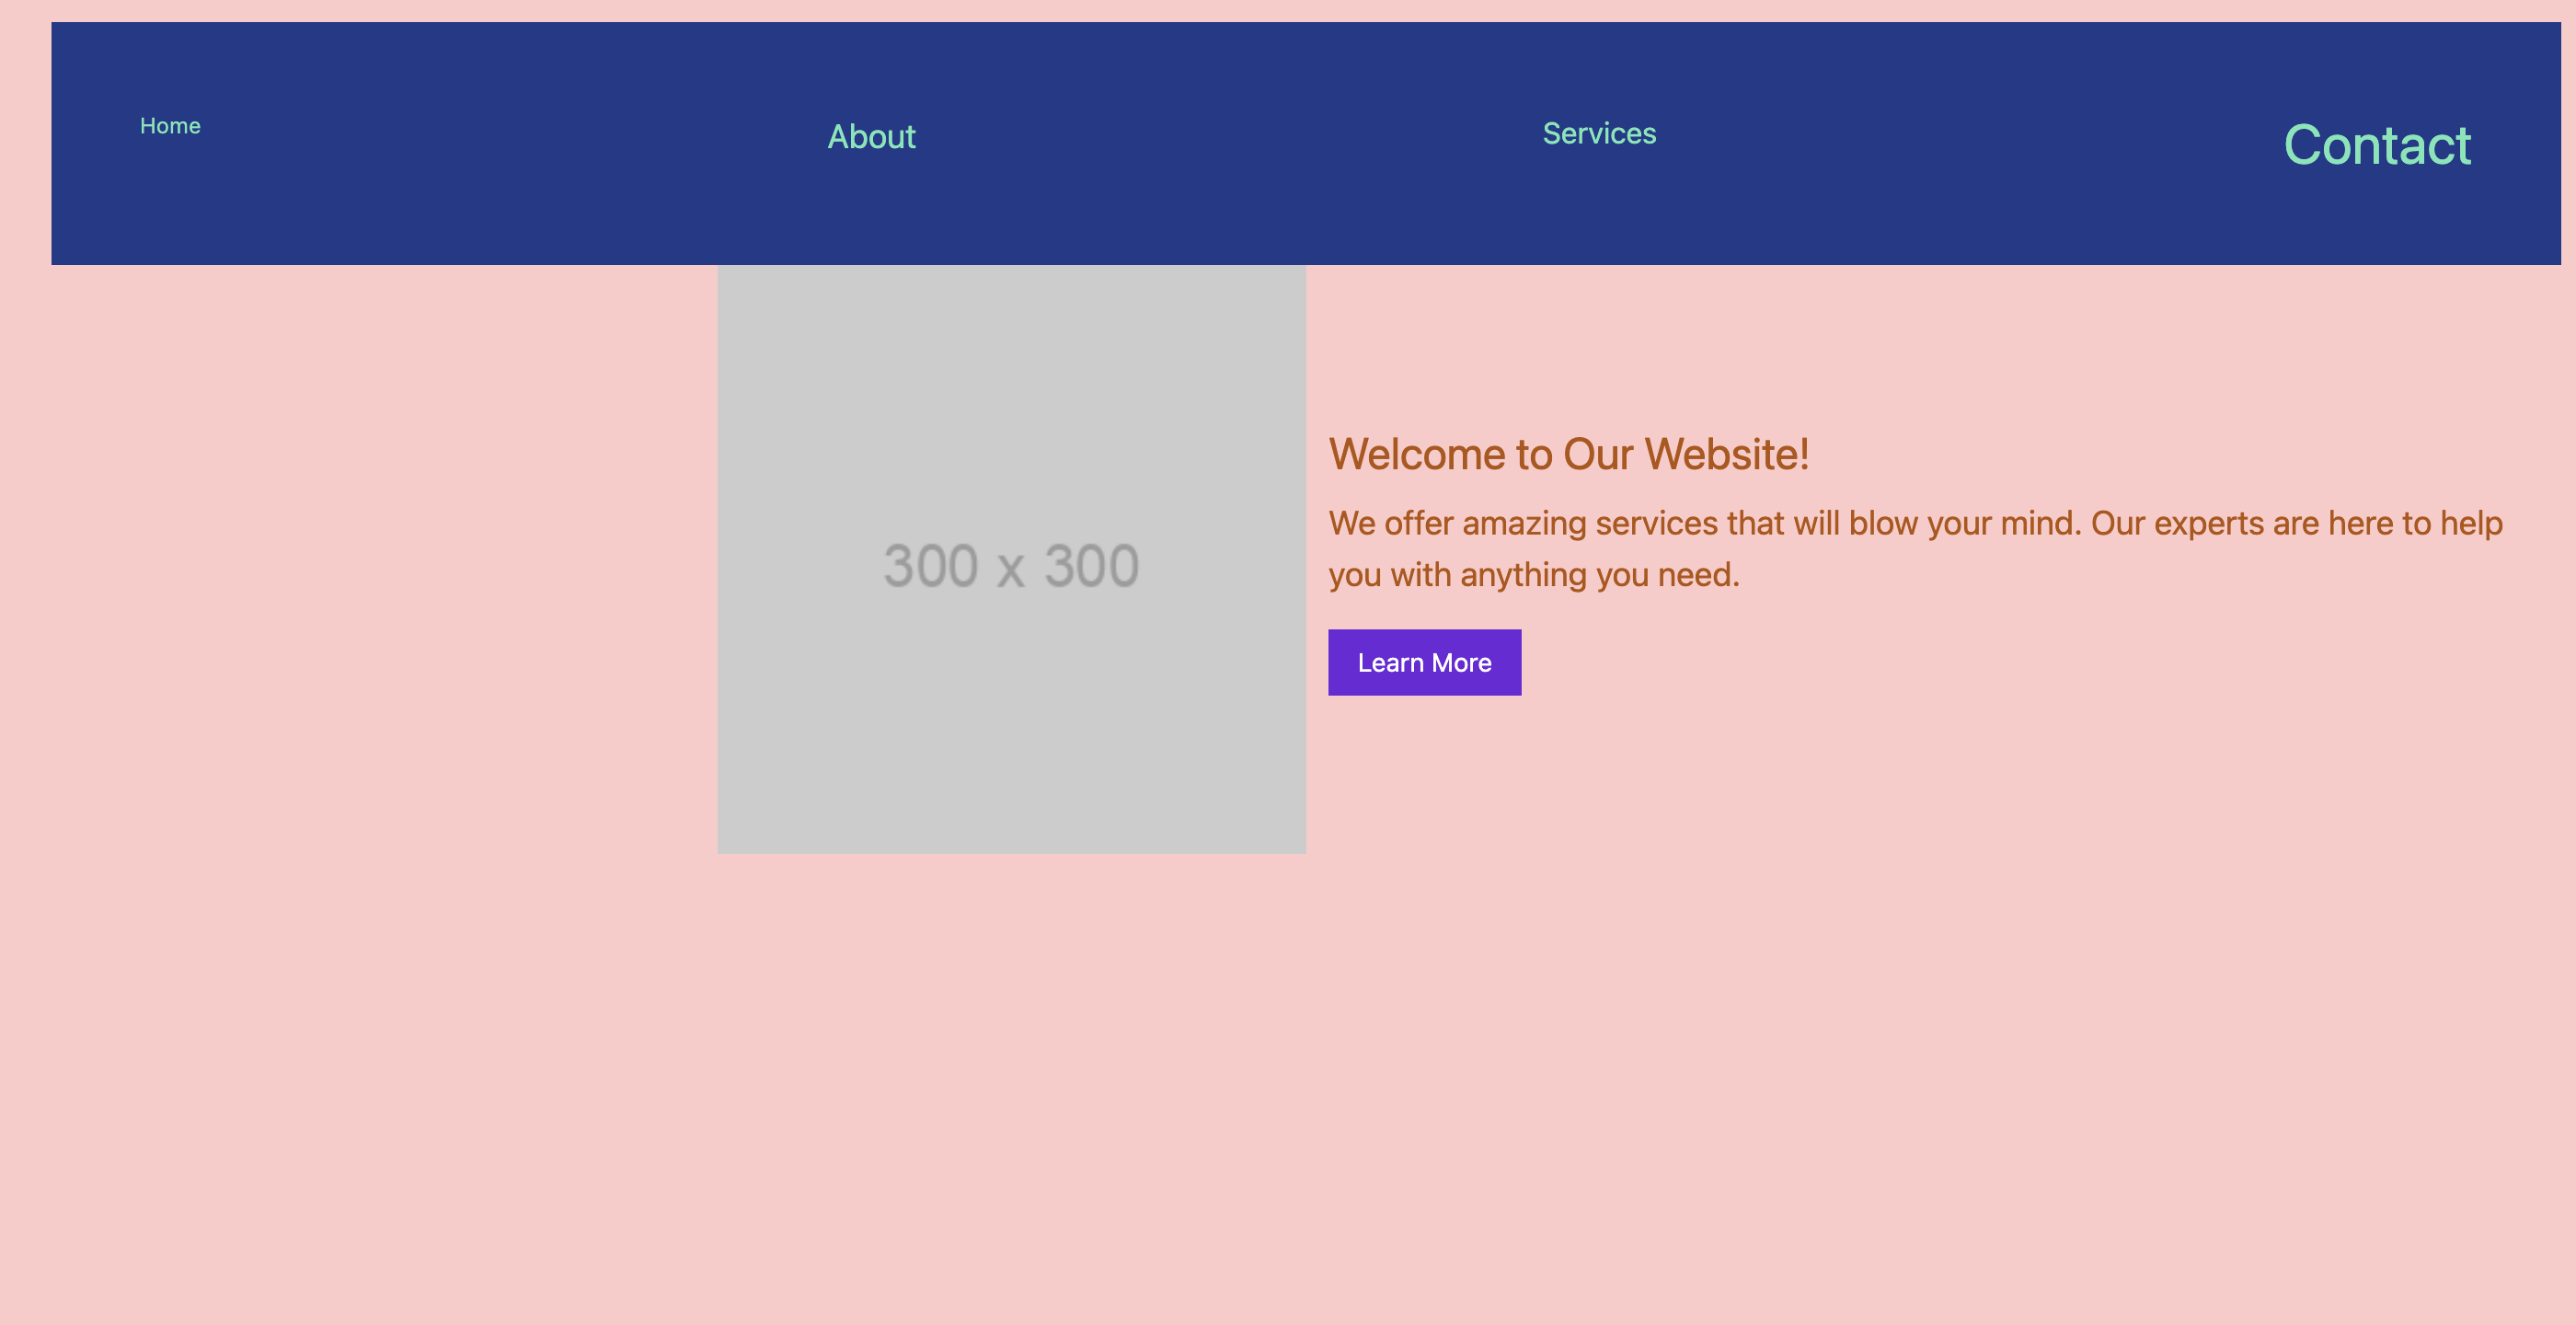 Home
About
Services
Contact
300 x 300
Welcome to Our Website!
We offer amazing services that will blow your mind. Our experts are here to help
you with anything you need.
Learn More